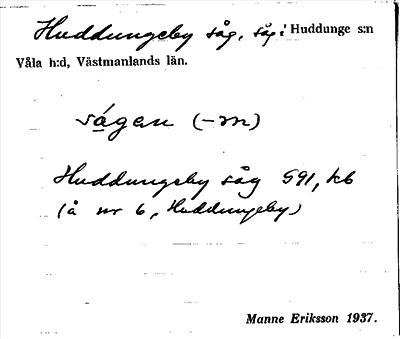 Huddungeby såg, såg i Huddunge s:n
Våla h:d, Västmanlands län.
sågen (-m)
Huddungeby såg 591, kb
(å nr 6, Huddungeby)
Manne Eriksson 1937.